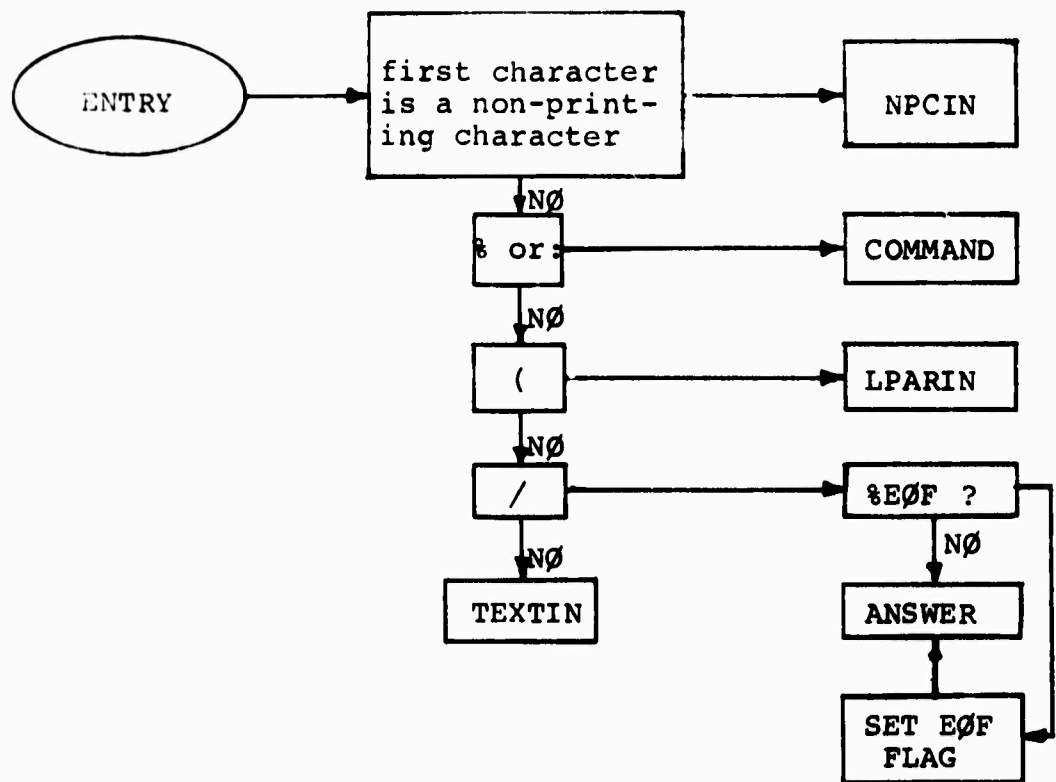 ENTRY
first character
is a non-print-
ing character
NPCIN
NØ
% or :
COMMAND
NØ
(
LPARIN
NØ
/
%EØF ?
NØ
NØ
TEXTIN
ANSWER
SET EØF
FLAG